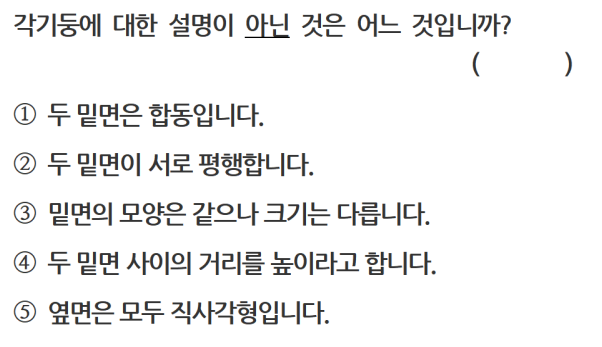 각기둥에 대한 설명이 아닌 것은 어느 것입니까?
( )
① 두 밑면은 합동입니다.
② 두 밑면이 서로 평행합니다.
③ 밑면의 모양은 같으나 크기는 다릅니다.
④ 두 밑면 사이의 거리를 높이라고 합니다.
⑤ 옆면은 모두 직사각형입니다.